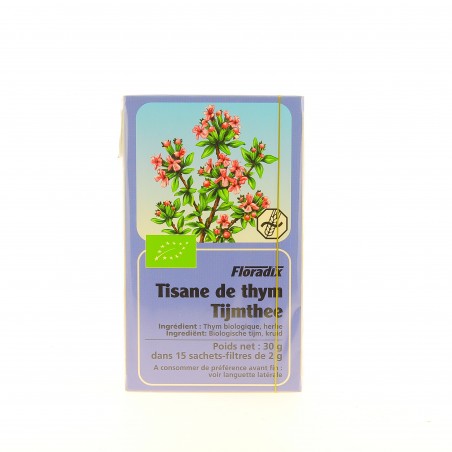 Floradix
Tisane de thym
Tijmthee
Ingrédient : Thym biologique, herbe
Ingrediënt: Biologische tijm, kruid
Poids net : 30 g
dans 15 sachets-filtres de 2 g
A consommer de préférence avant fin :
voir languette latérale